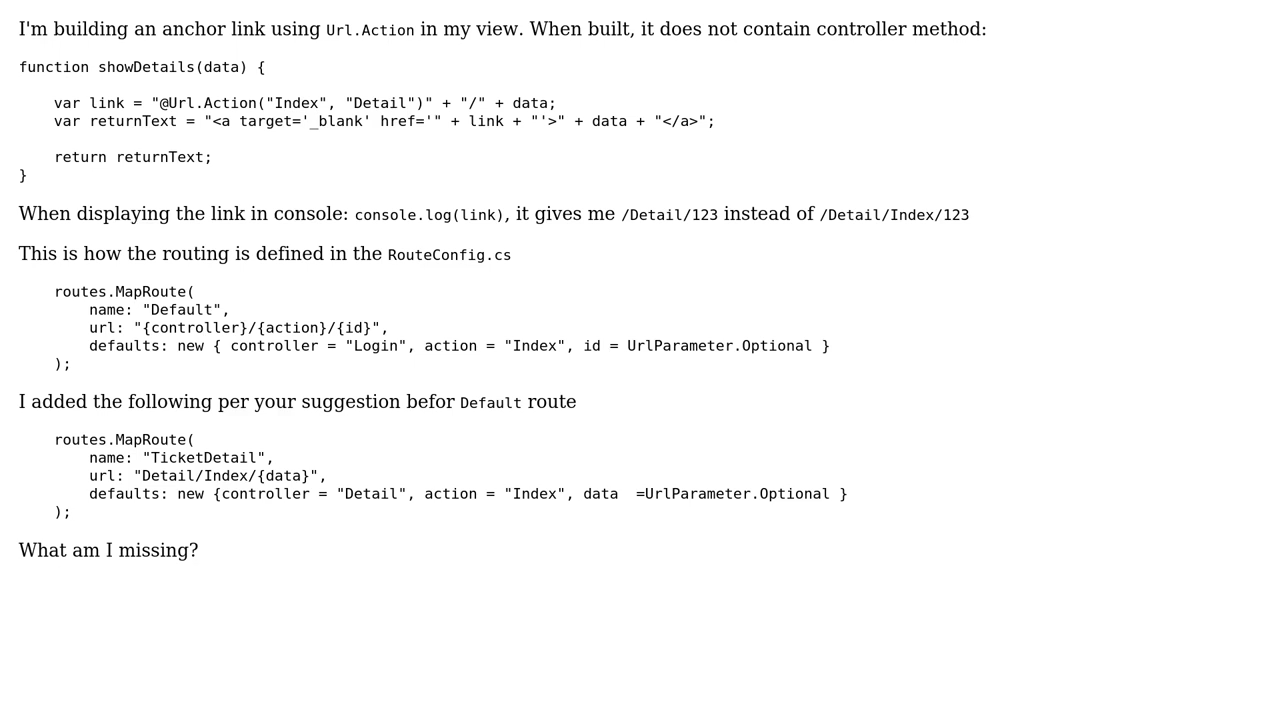 I'm building an anchor link using Url.Action in my view. When built, it does not contain controller method:
function showDetails(data) {
    var link = "@Url.Action("Index", "Detail")" + "/" + data;
    var returnText = "<a target='_blank' href='" + link + "'>" + data + "</a>";
    return returnText;
}
When displaying the link in console: console.log(link), it gives me /Detail/123 instead of /Detail/Index/123
This is how the routing is defined in the RouteConfig.cs
    routes.MapRoute(
        name: "Default",
        url: "{controller}/{action}/{id}",
        defaults: new { controller = "Login", action = "Index", id = UrlParameter.Optional }
    );
I added the following per your suggestion befor Default route
    routes.MapRoute(
        name: "TicketDetail",
        url: "Detail/Index/{data}",
        defaults: new {controller = "Detail", action = "Index", data  =UrlParameter.Optional }
    );
What am I missing?